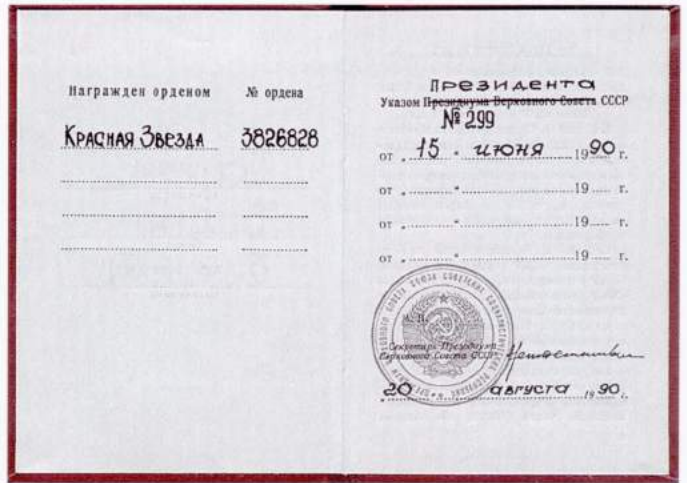 Награжден орденом № ордена
Красная Звезда 3826828
Президента
Указом Президиума Верховного Совета СССР
№ 299
от „ 15 “ июня 1990 г.
от „ “ 19 г.
от „ “ 19 г.
от „ “ 19 г.
М. П.
Секретарь Президиума
Верховного Совета СССР
„ 20 “ августа 1990 г.